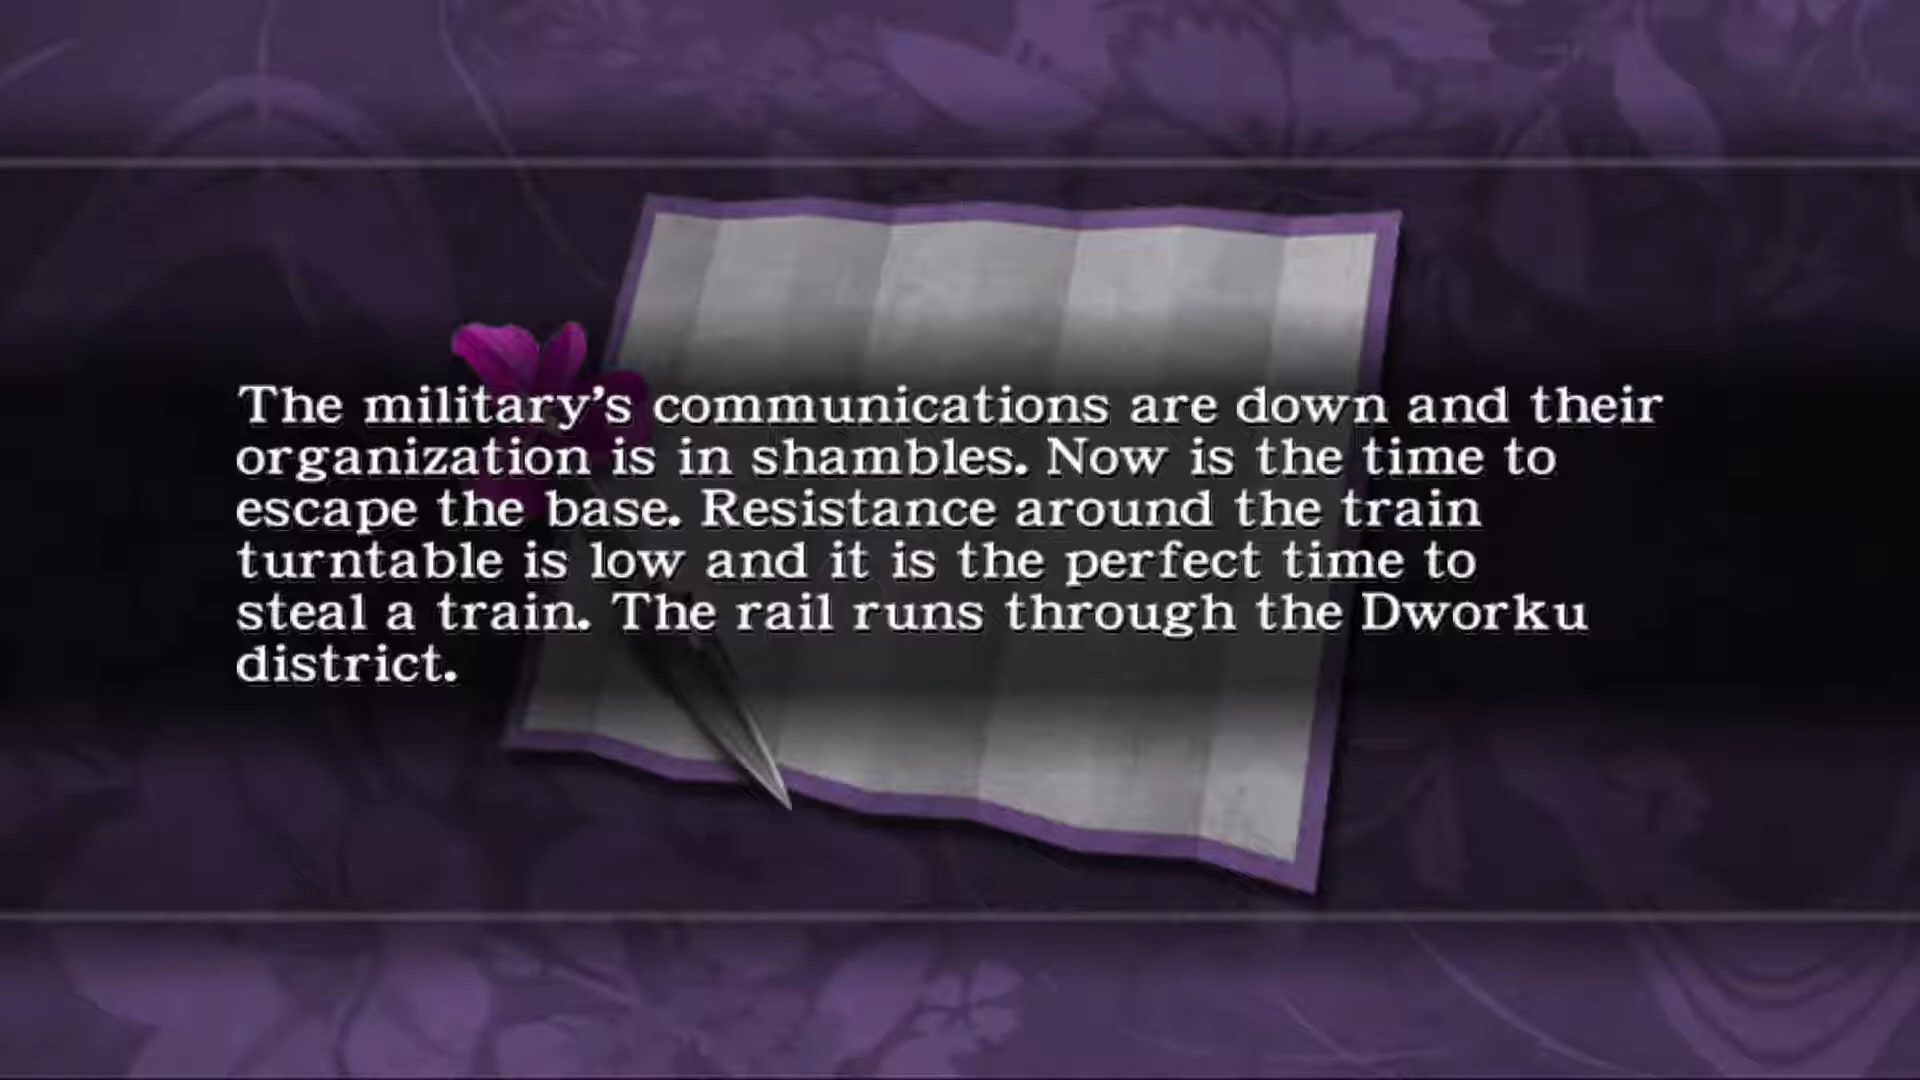 The military's communications are down and their
organization is in shambles. Now is the time to
escape the base. Resistance around the train
turntable is low and it is the perfect time to
steal a train. The rail runs through the Dworku
district.